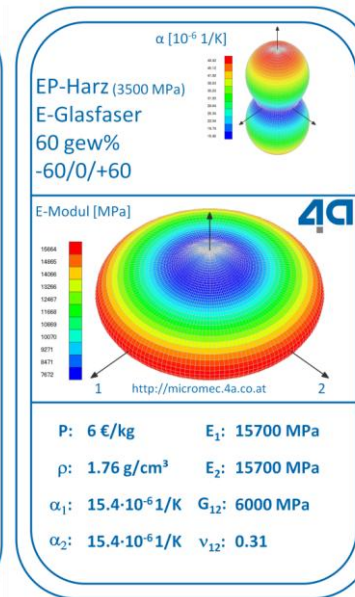 α [10⁻⁶ 1/K]
EP-Harz (3500 MPa)
E-Glasfaser
60 gew%
-60/0/+60
E-Modul [MPa]
4a
15664
14865
14066
13266
12467
11668
10869
10070
9271
8471
7672
1
http://micromec.4a.co.at
2
P: 6 €/kg E₁: 15700 MPa
ρ: 1.76 g/cm³ E₂: 15700 MPa
α₁: 15.4·10⁻⁶ 1/K G₁₂: 6000 MPa
α₂: 15.4·10⁻⁶ 1/K ν₁₂: 0.31